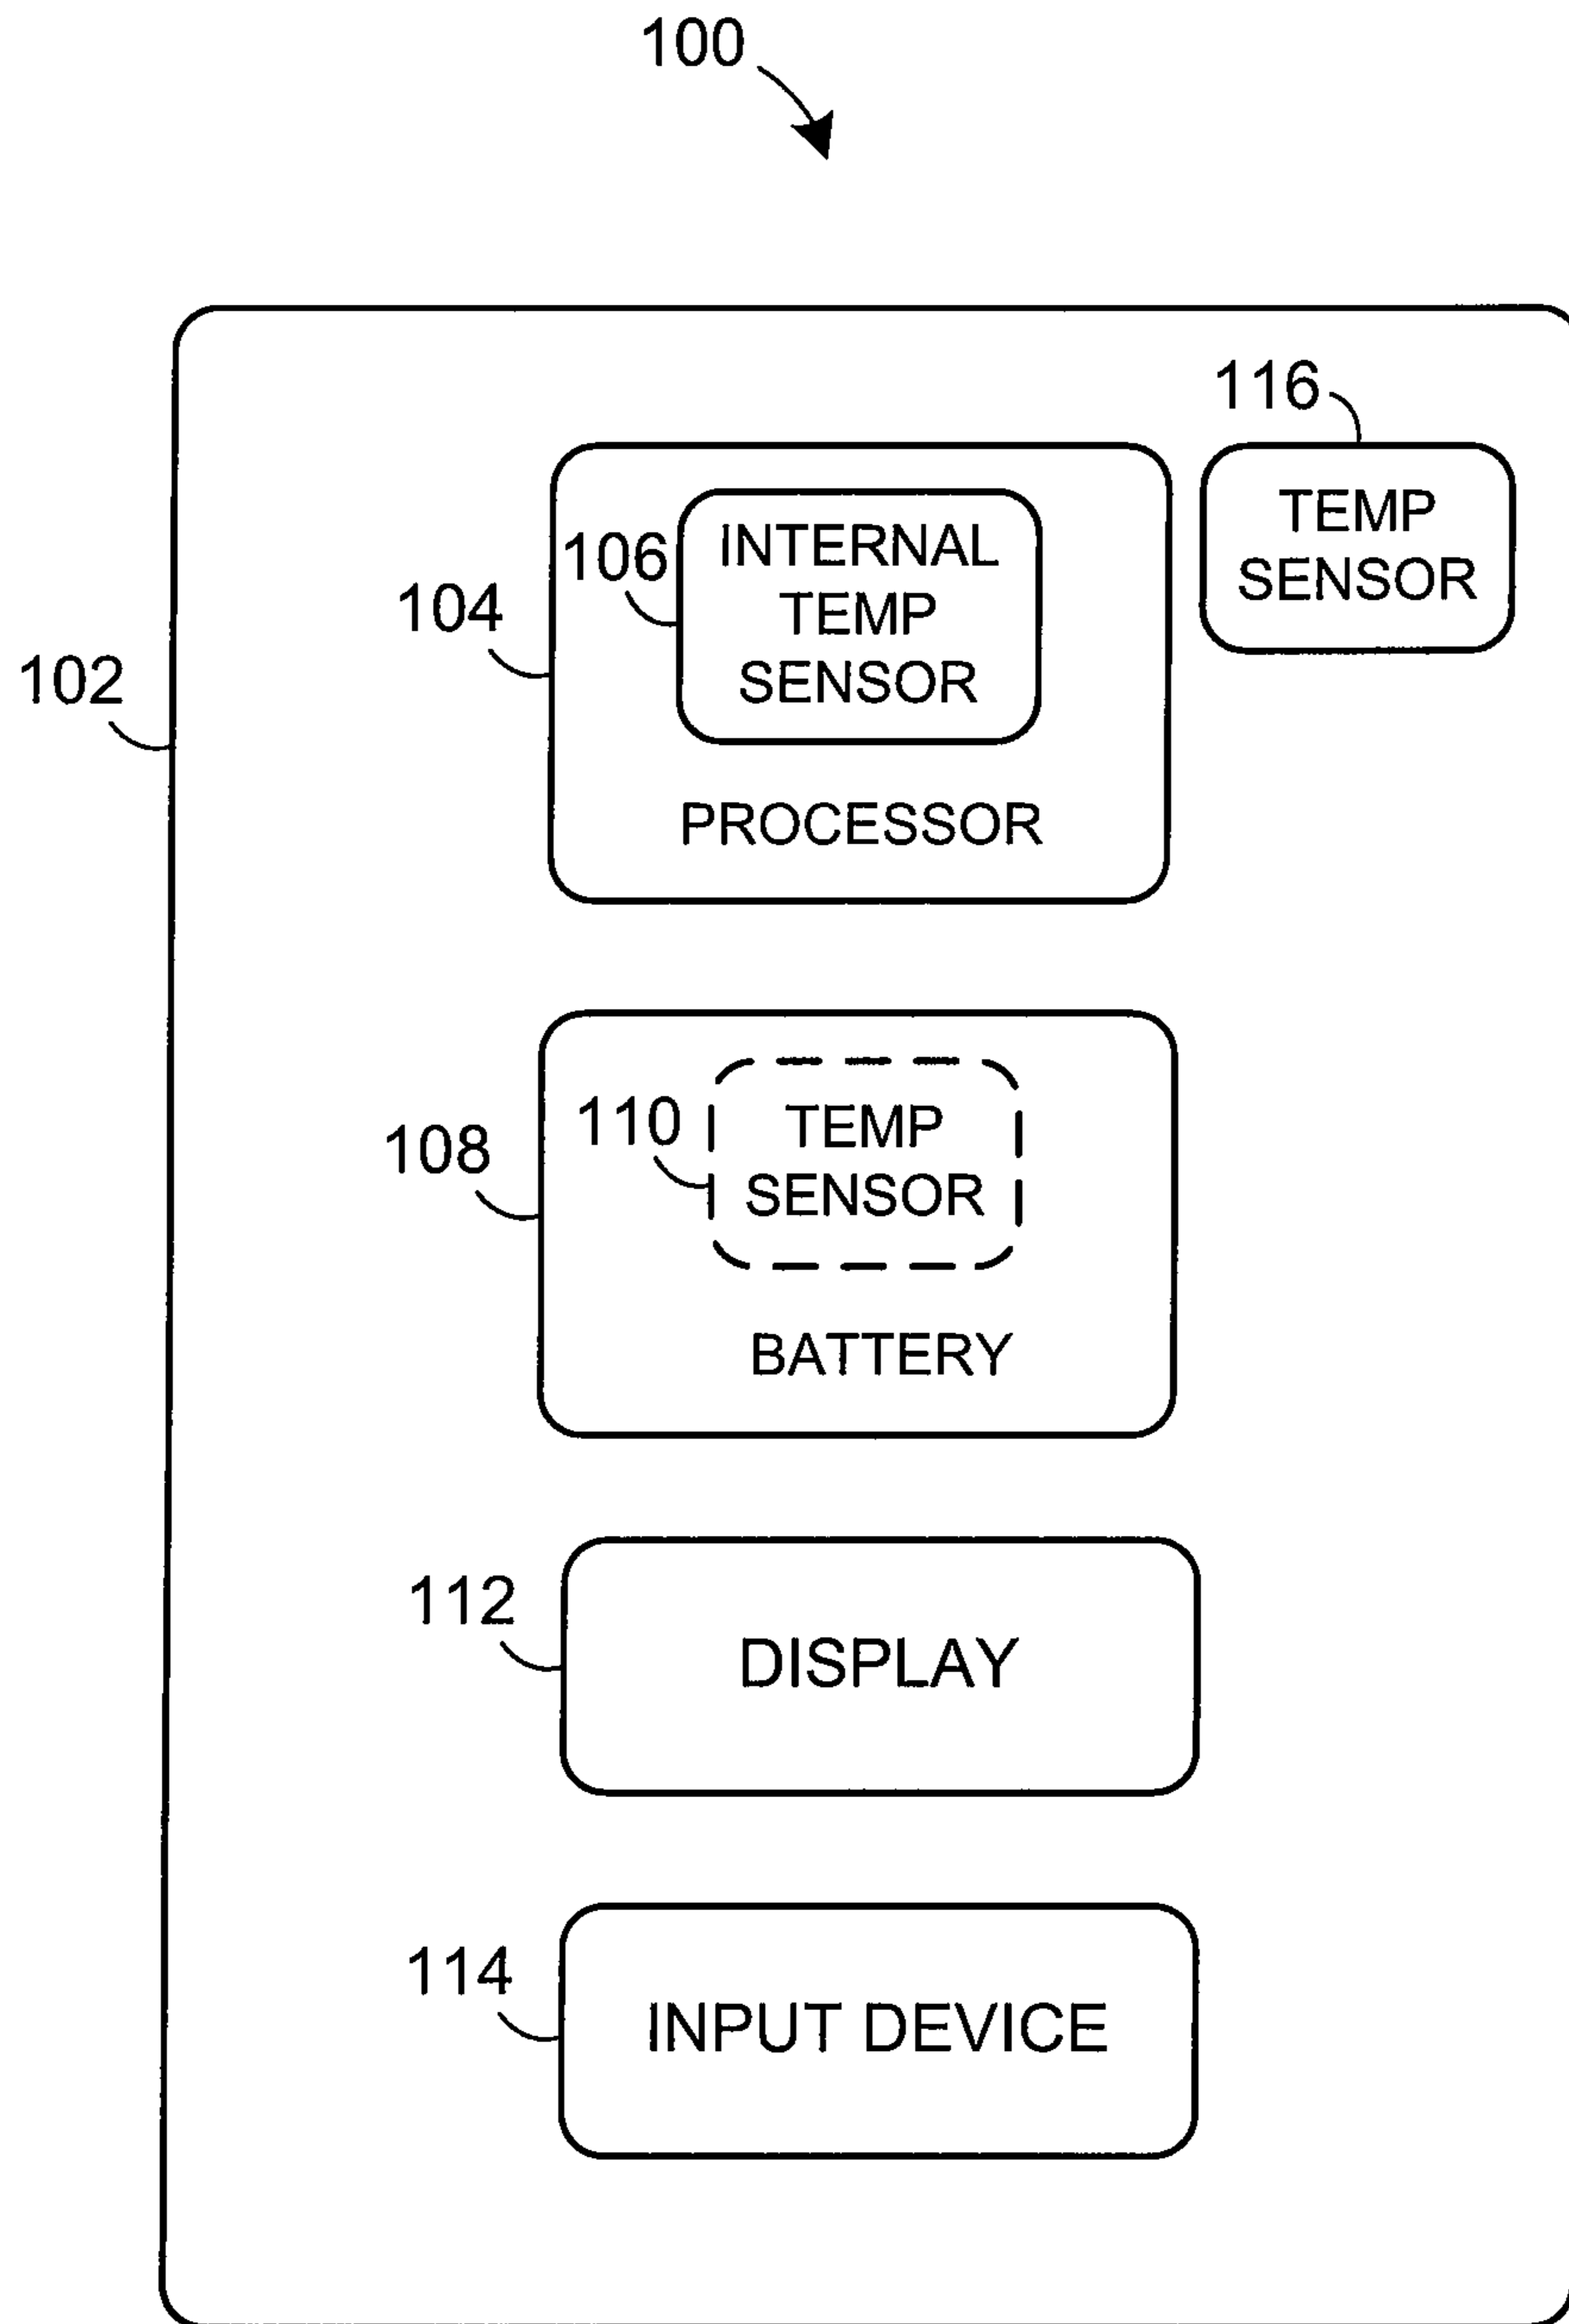 100
116
TEMP
SENSOR
106
INTERNAL
TEMP
SENSOR
104
102
PROCESSOR
110
TEMP
SENSOR
108
BATTERY
112
DISPLAY
114
INPUT DEVICE